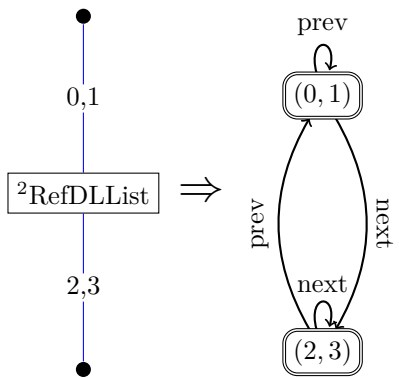 prev
0,1
(0, 1)
²RefDLList
⇒
prev
next
2,3
next
(2, 3)